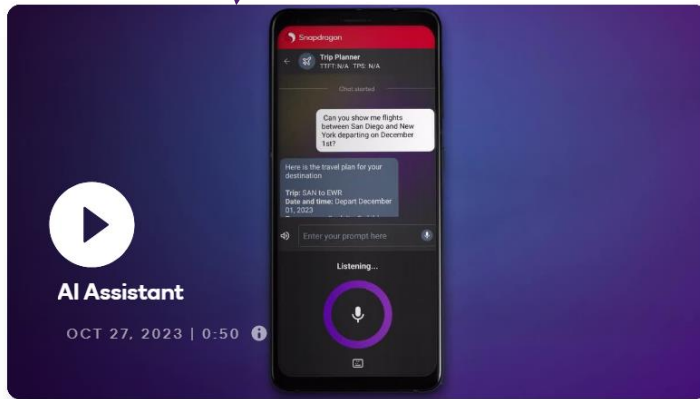 Snapdragon
Trip Planner
TTFT: N/A TPS: N/A
Chat started
Can you show me flights
between San Diego and New
York departing on December
1st?
Here is the travel plan for your
destination
Trip: SAN to EWR
Date and time: Depart December
01, 2023
Enter your prompt here
Listening...
AI Assistant
OCT 27, 2023 | 0:50